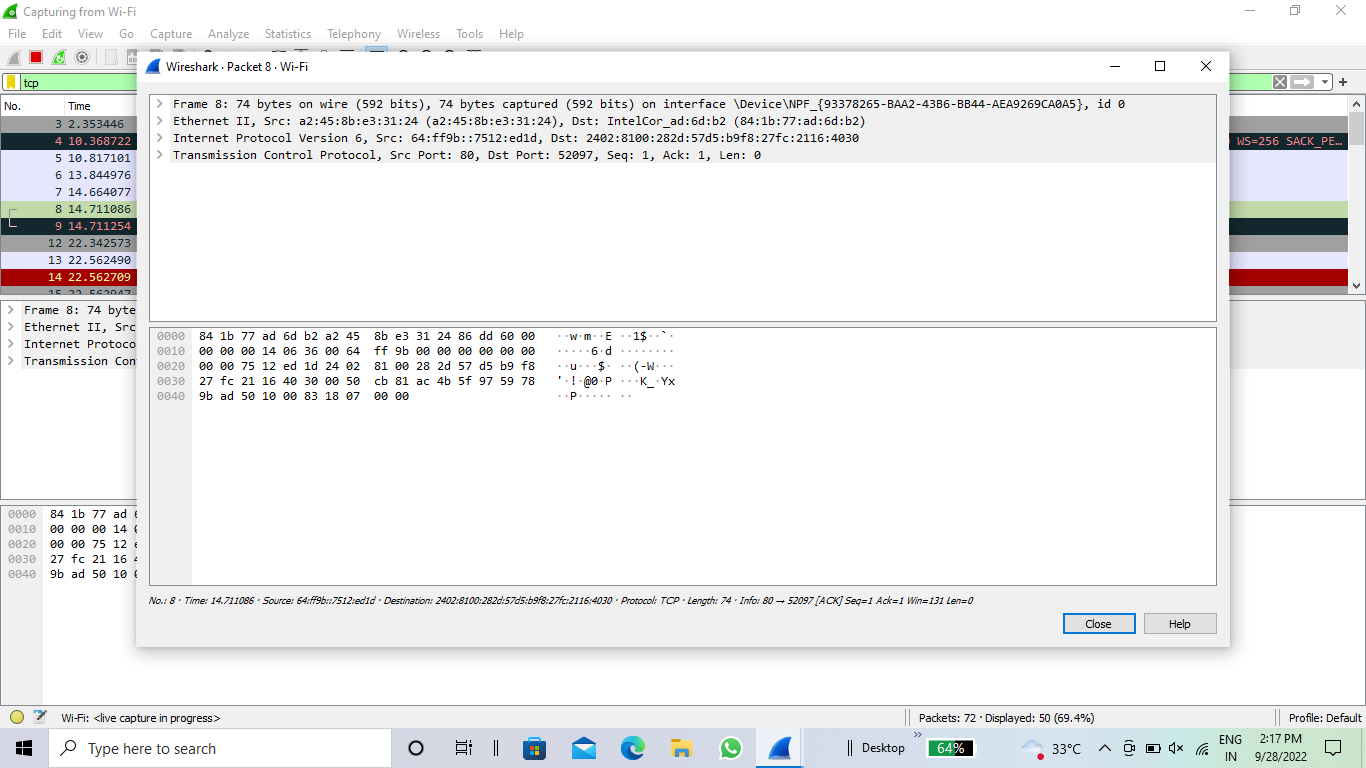 Capturing from Wi-Fi
File Edit View Go Capture Analyze Statistics Telephony Wireless Tools Help
Wireshark · Packet 8 · Wi-Fi
tcp
No. Time
3 2.353446
4 10.368722 WS=256 SACK_PE…
5 10.817101
6 13.844976
7 14.664077
8 14.711086
9 14.711254
12 22.342573
13 22.562490
14 22.562709
15 22.562947
Frame 8: 74 bytes on wire (592 bits), 74 bytes captured (592 bits) on interface \Device\NPF_{93378265-BAA2-43B6-BB44-AEA9269CA0A5}, id 0
Ethernet II, Src: a2:45:8b:e3:31:24 (a2:45:8b:e3:31:24), Dst: IntelCor_ad:6d:b2 (84:1b:77:ad:6d:b2)
Internet Protocol Version 6, Src: 64:ff9b::7512:ed1d, Dst: 2402:8100:282d:57d5:b9f8:27fc:2116:4030
Transmission Control Protocol, Src Port: 80, Dst Port: 52097, Seq: 1, Ack: 1, Len: 0
Frame 8: 74 byte
Ethernet II, Src
Internet Protoco
Transmission Con
0000 84 1b 77 ad 6d b2 a2 45 8b e3 31 24 86 dd 60 00 ··w·m··E ··1$··`·
0010 00 00 00 14 06 36 00 64 ff 9b 00 00 00 00 00 00 ·····6·d ········
0020 00 00 75 12 ed 1d 24 02 81 00 28 2d 57 d5 b9 f8 ··u···$· ··(-W···
0030 27 fc 21 16 40 30 00 50 cb 81 ac 4b 5f 97 59 78 '·!·@0·P ···K_·Yx
0040 9b ad 50 10 00 83 18 07 00 00 ··P····· ··
0000 84 1b 77 ad
0010 00 00 00 14
0020 00 00 75 12
0030 27 fc 21 16
0040 9b ad 50 10
No.: 8 · Time: 14.711086 · Source: 64:ff9b::7512:ed1d · Destination: 2402:8100:282d:57d5:b9f8:27fc:2116:4030 · Protocol: TCP · Length: 74 · Info: 80 → 52097 [ACK] Seq=1 Ack=1 Win=131 Len=0
Close Help
Wi-Fi: <live capture in progress> Packets: 72 · Displayed: 50 (69.4%) Profile: Default
Type here to search Desktop 64% 33°C ENG IN 2:17 PM 9/28/2022